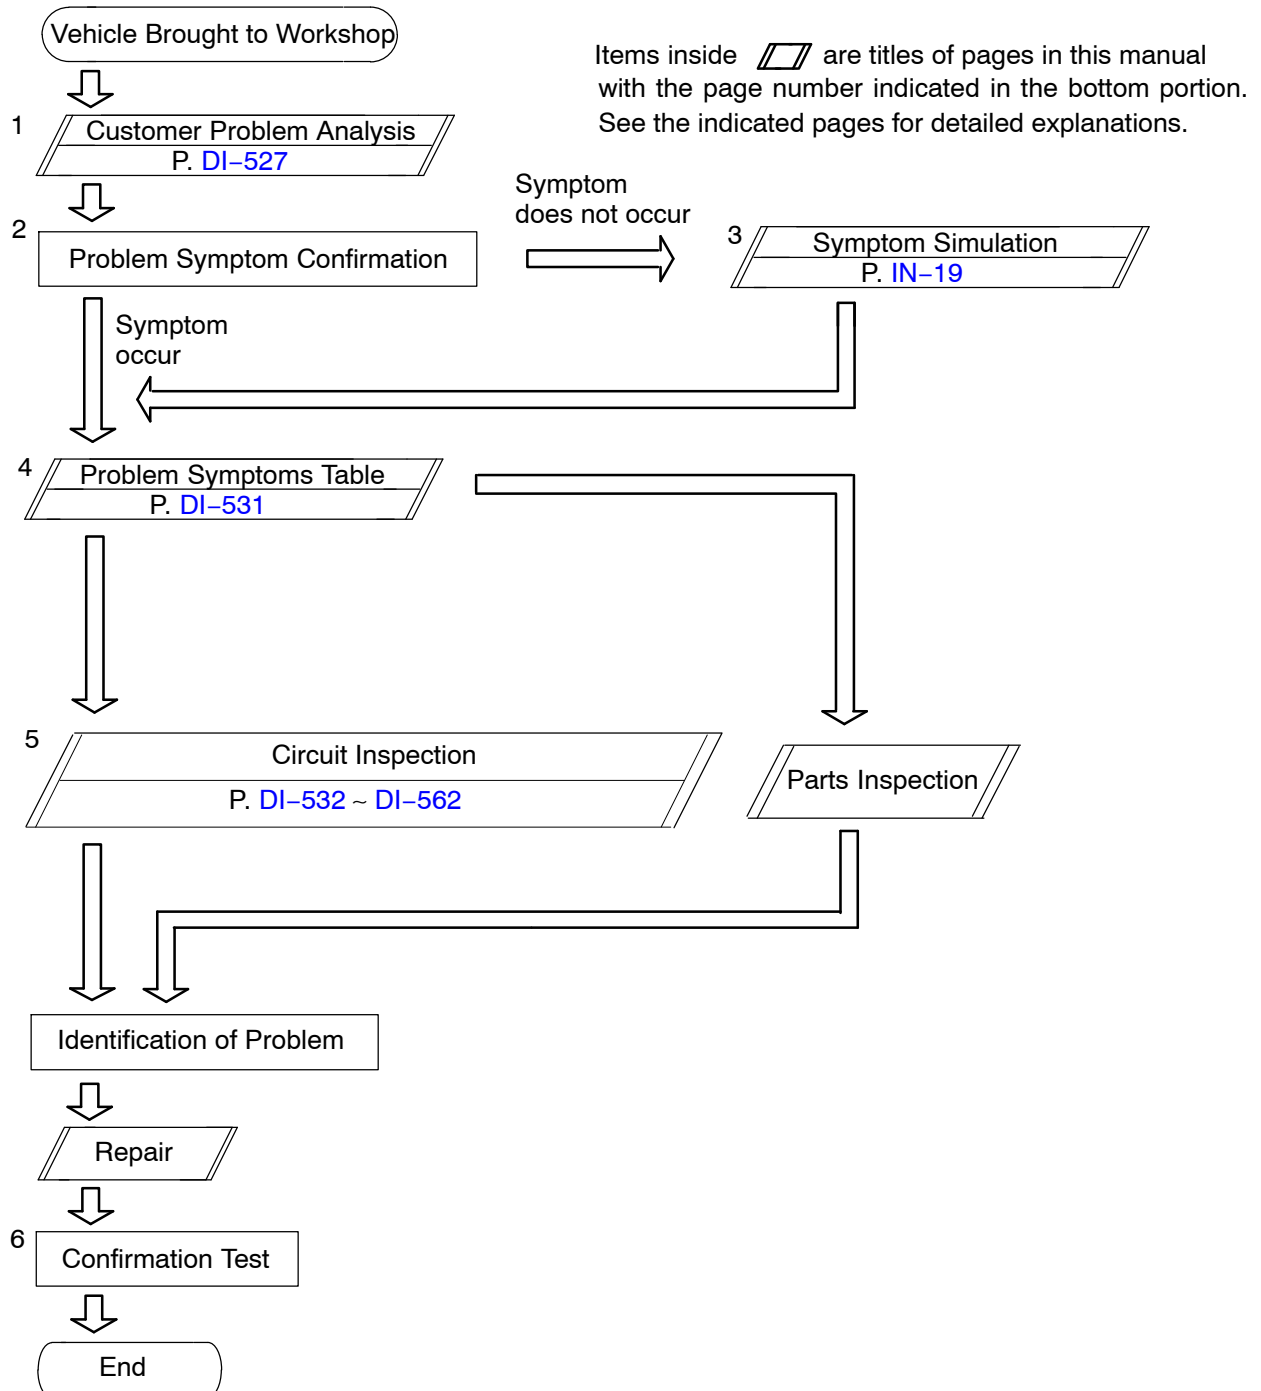 Vehicle Brought to Workshop
Items inside are titles of pages in this manual
with the page number indicated in the bottom portion.
See the indicated pages for detailed explanations.
1
Customer Problem Analysis
P. DI−527
2
Problem Symptom Confirmation
Symptom
does not occur
3
Symptom Simulation
P. IN−19
Symptom
occur
4
Problem Symptoms Table
P. DI−531
5
Circuit Inspection
P. DI−532 ~ DI−562
Parts Inspection
Identification of Problem
Repair
6
Confirmation Test
End